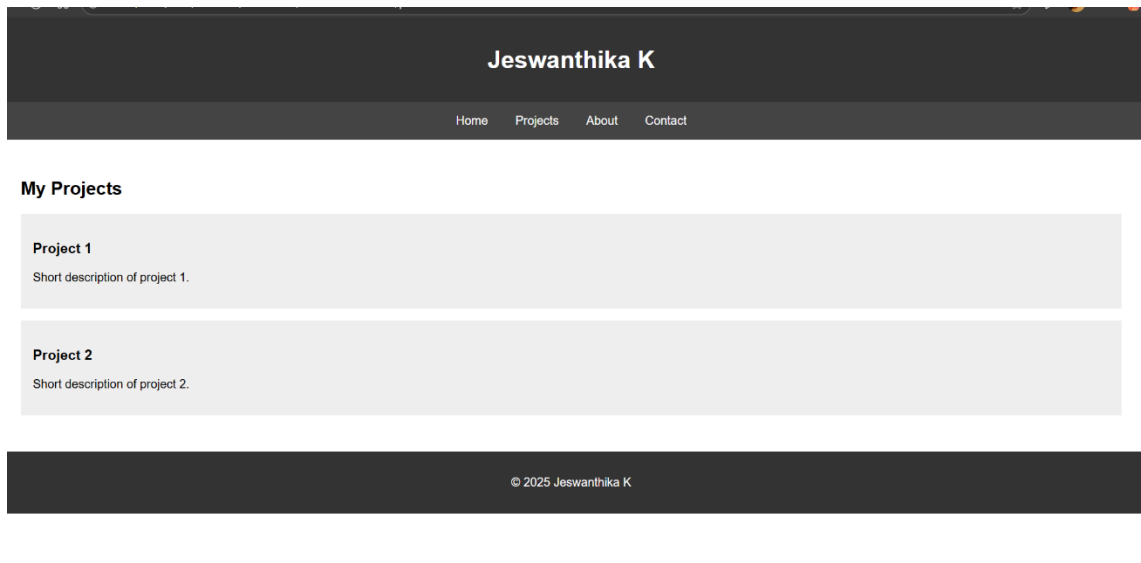 Jeswanthika K
Home Projects About Contact
My Projects
Project 1
Short description of project 1.
Project 2
Short description of project 2.
© 2025 Jeswanthika K